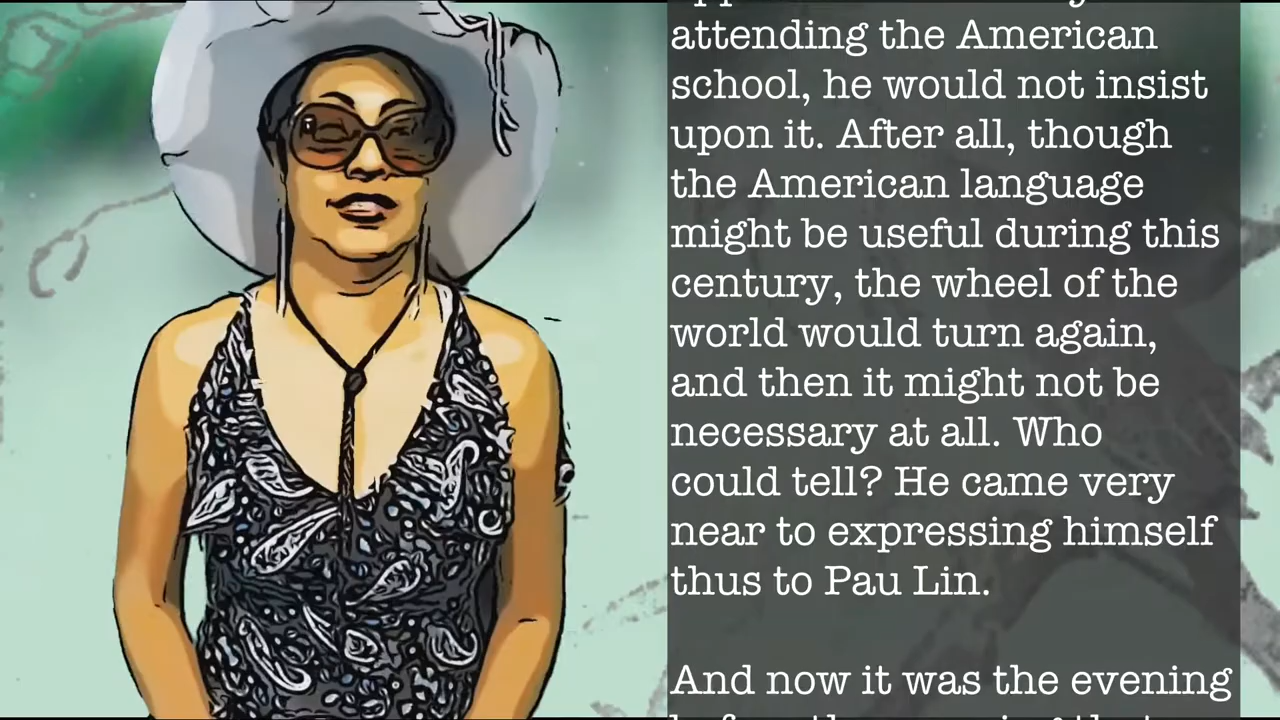 attending the American
school, he would not insist
upon it. After all, though
the American language
might be useful during this
century, the wheel of the
world would turn again,
and then it might not be
necessary at all. Who
could tell? He came very
near to expressing himself
thus to Pau Lin.
And now it was the evening